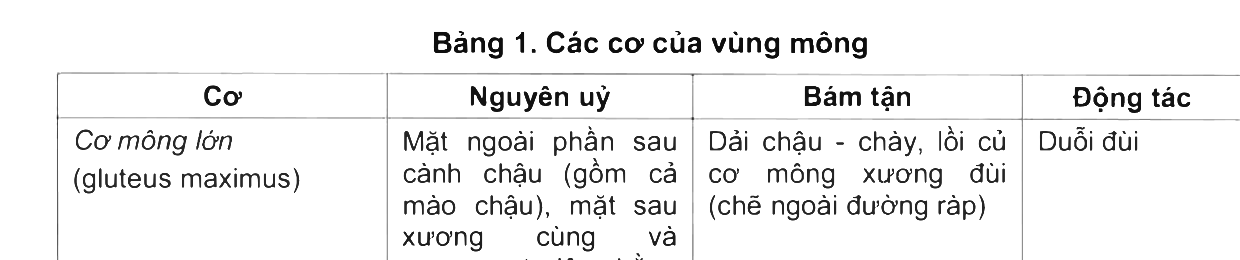 Bảng 1. Các cơ của vùng mông
Cơ Nguyên uỷ Bám tận Động tác
Cơ mông lớn
(gluteus maximus)
Mặt ngoài phần sau
cành chậu (gồm cả
mào chậu), mặt sau
xương cùng và
Dải chậu - chày, lồi củ
cơ mông xương đùi
(chẽ ngoài đường ráp)
Duỗi đùi